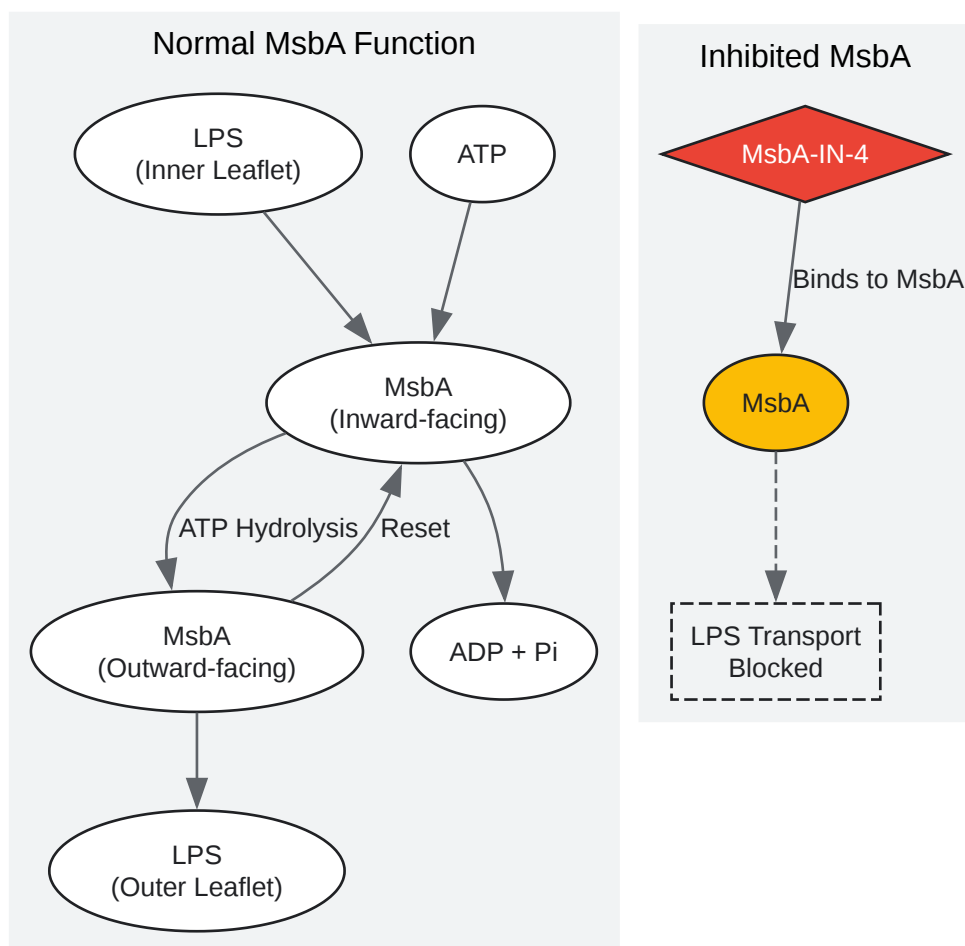 Normal MsbA Function
LPS
(Inner Leaflet)
ATP
MsbA
(Inward-facing)
ATP Hydrolysis
Reset
MsbA
(Outward-facing)
ADP + Pi
LPS
(Outer Leaflet)
Inhibited MsbA
MsbA-IN-4
Binds to MsbA
MsbA
LPS Transport
Blocked